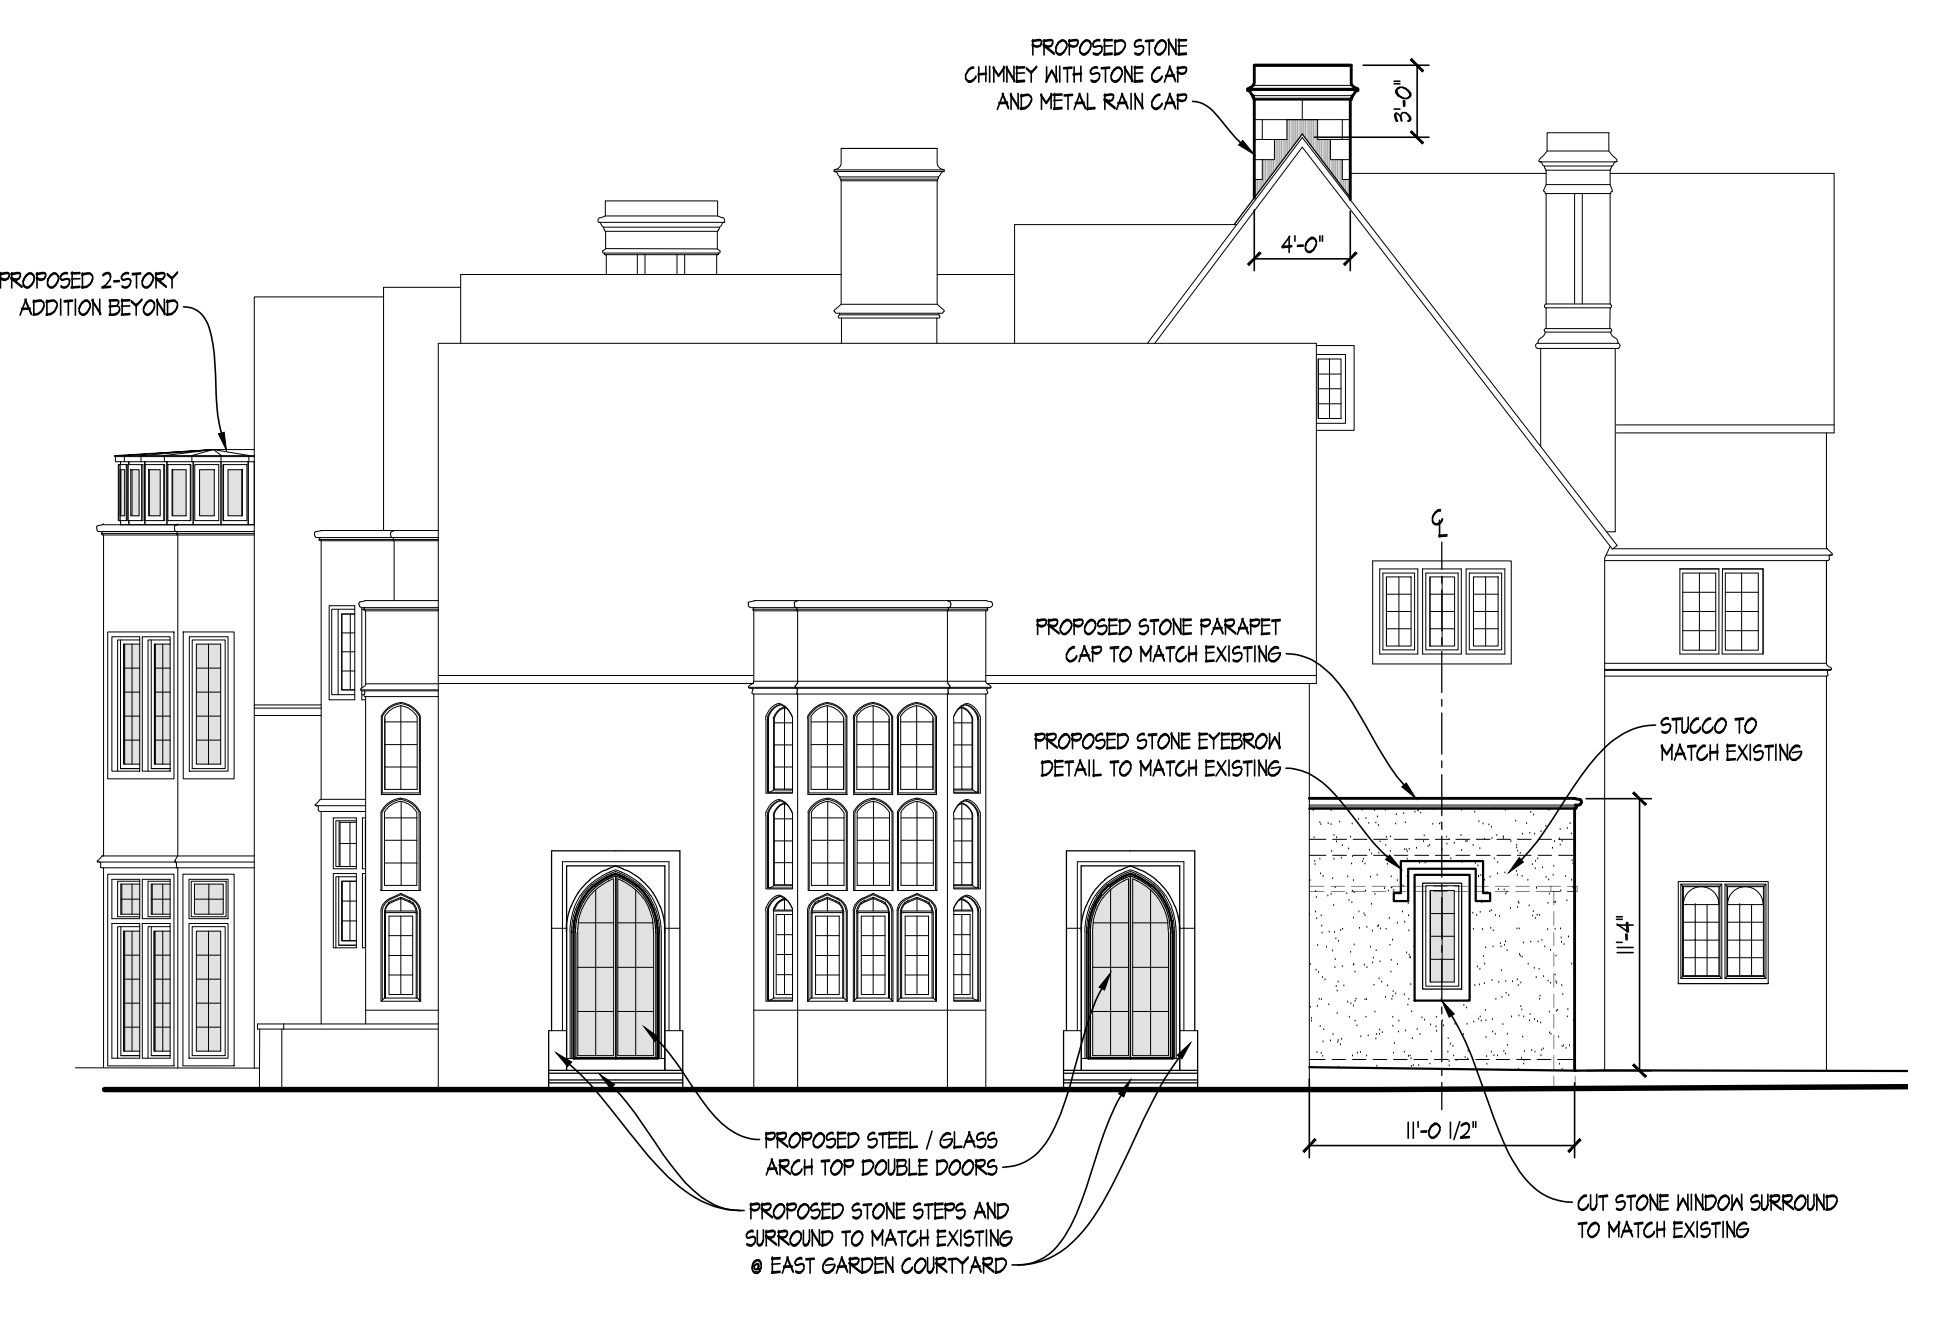 PROPOSED STONE
CHIMNEY WITH STONE CAP
AND METAL RAIN CAP
3'-0"
4'-0"
PROPOSED 2-STORY
ADDITION BEYOND
CL
PROPOSED STONE PARAPET
CAP TO MATCH EXISTING
PROPOSED STONE EYEBROW
DETAIL TO MATCH EXISTING
STUCCO TO
MATCH EXISTING
11'-4"
11'-0 1/2"
PROPOSED STEEL / GLASS
ARCH TOP DOUBLE DOORS
PROPOSED STONE STEPS AND
SURROUND TO MATCH EXISTING
@ EAST GARDEN COURTYARD
CUT STONE WINDOW SURROUND
TO MATCH EXISTING